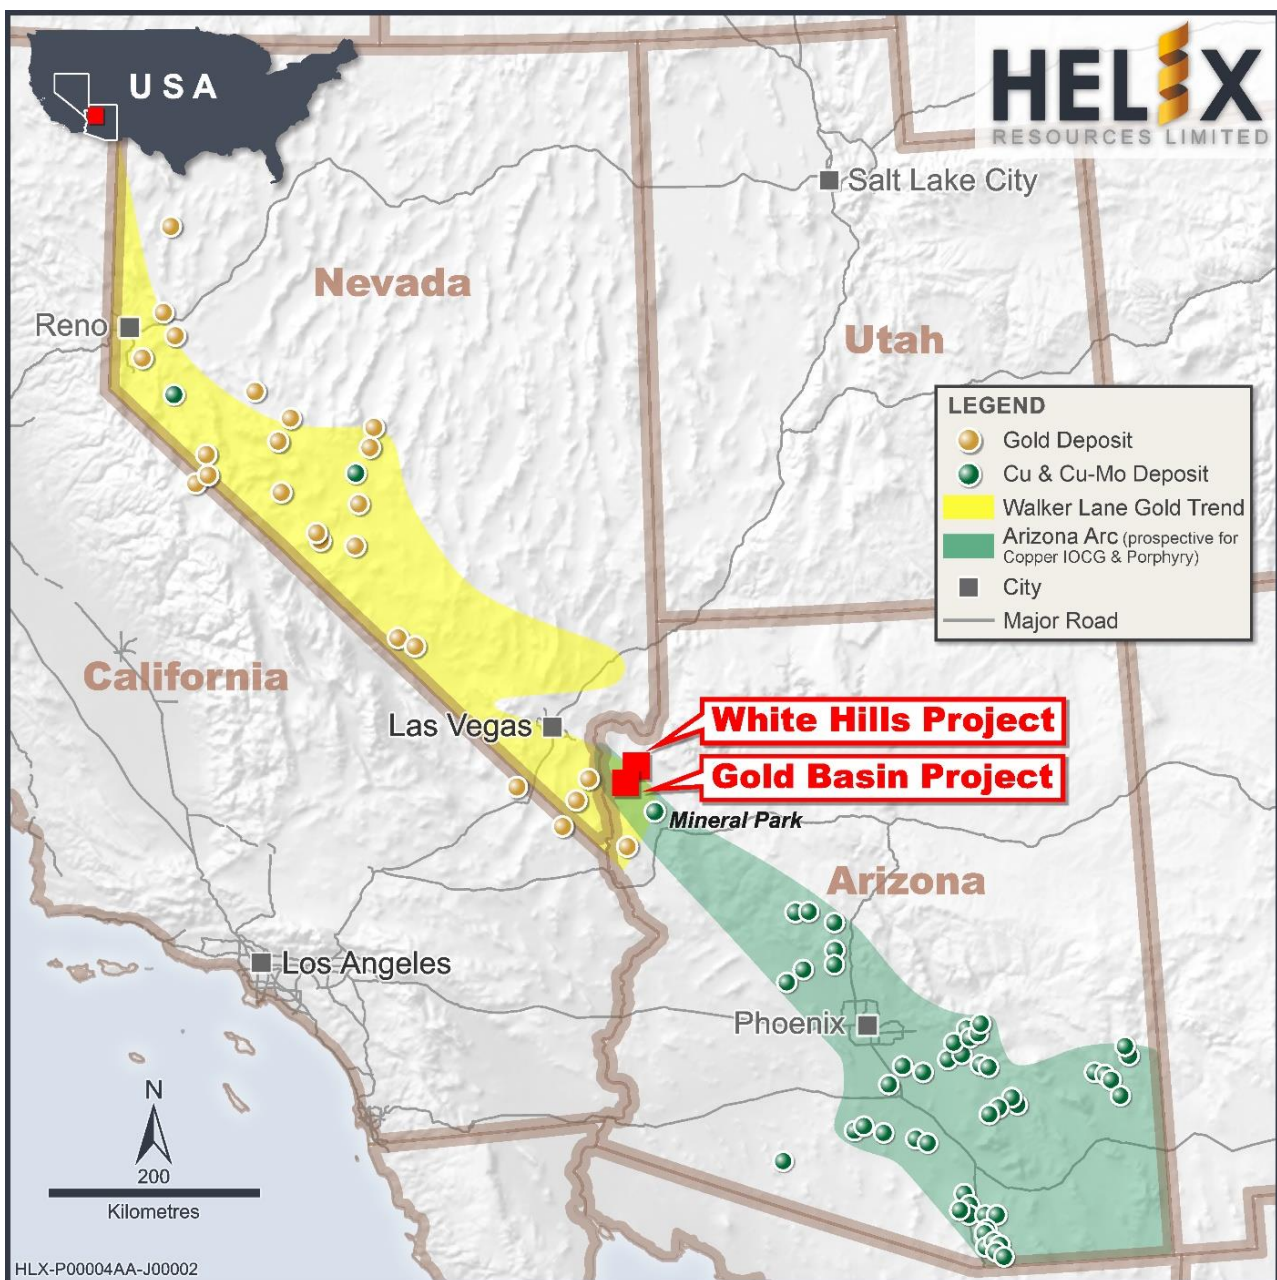 USA
HELIX
RESOURCES LIMITED
Salt Lake City
Nevada
Reno
Utah
LEGEND
Gold Deposit
Cu & Cu-Mo Deposit
Walker Lane Gold Trend
Arizona Arc (prospective for
Copper IOCG & Porphyry)
City
Major Road
California
Las Vegas
White Hills Project
Gold Basin Project
Mineral Park
Arizona
Los Angeles
Phoenix
N
200
Kilometres
HLX-P00004AA-J00002